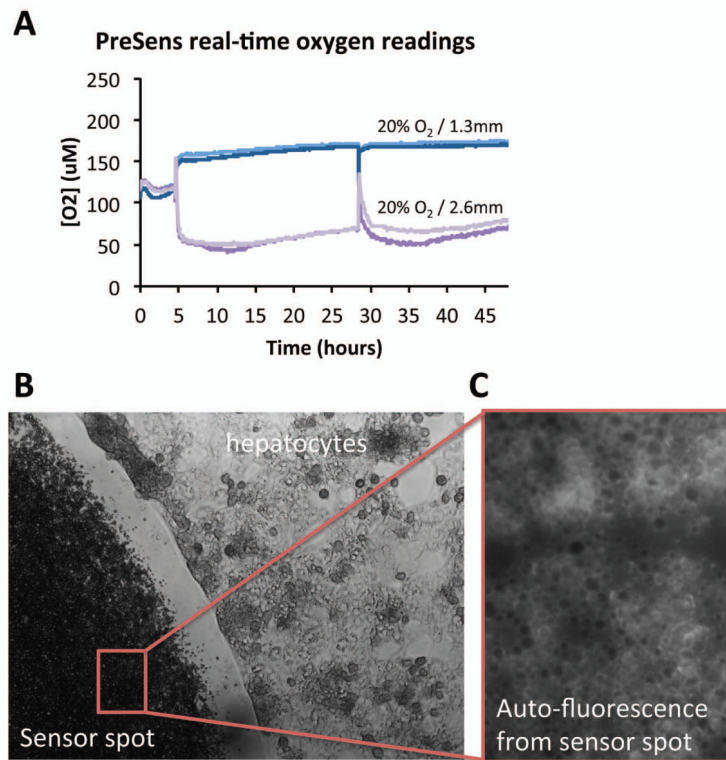 A
PreSens real-time oxygen readings
250
200
150
100
50
0
[O2] (uM)
20% O₂ / 1.3mm
20% O₂ / 2.6mm
0 5 10 15 20 25 30 35 40 45
Time (hours)
B
C
hepatocytes
Sensor spot
Auto-fluorescence
from sensor spot